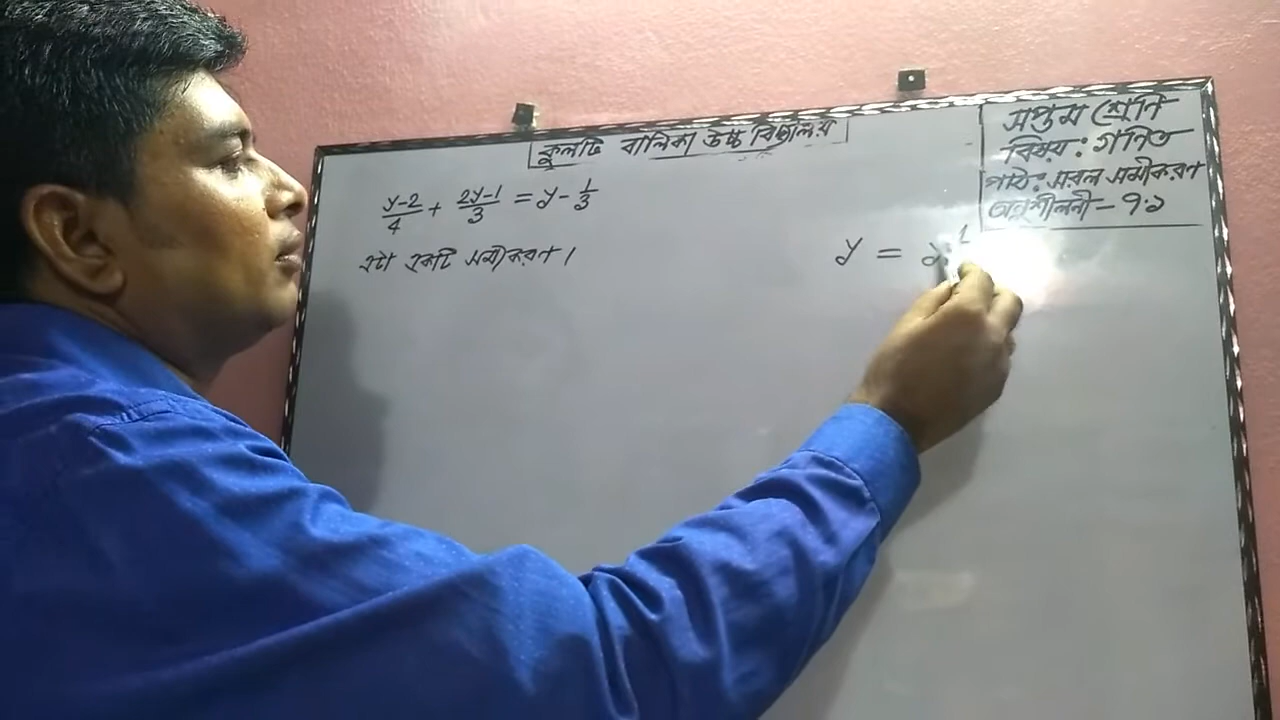 কুলটি বালিকা উচ্চ বিদ্যালয়
সপ্তম শ্রেনি
বিষয় : গণিত
পাঠ : সরল সমীকরণ
অনুশীলনী – ৭.১
y-2/4 + 2y-1/3 = y - 1/3
এটা একটি সমীকরণ ।
y =